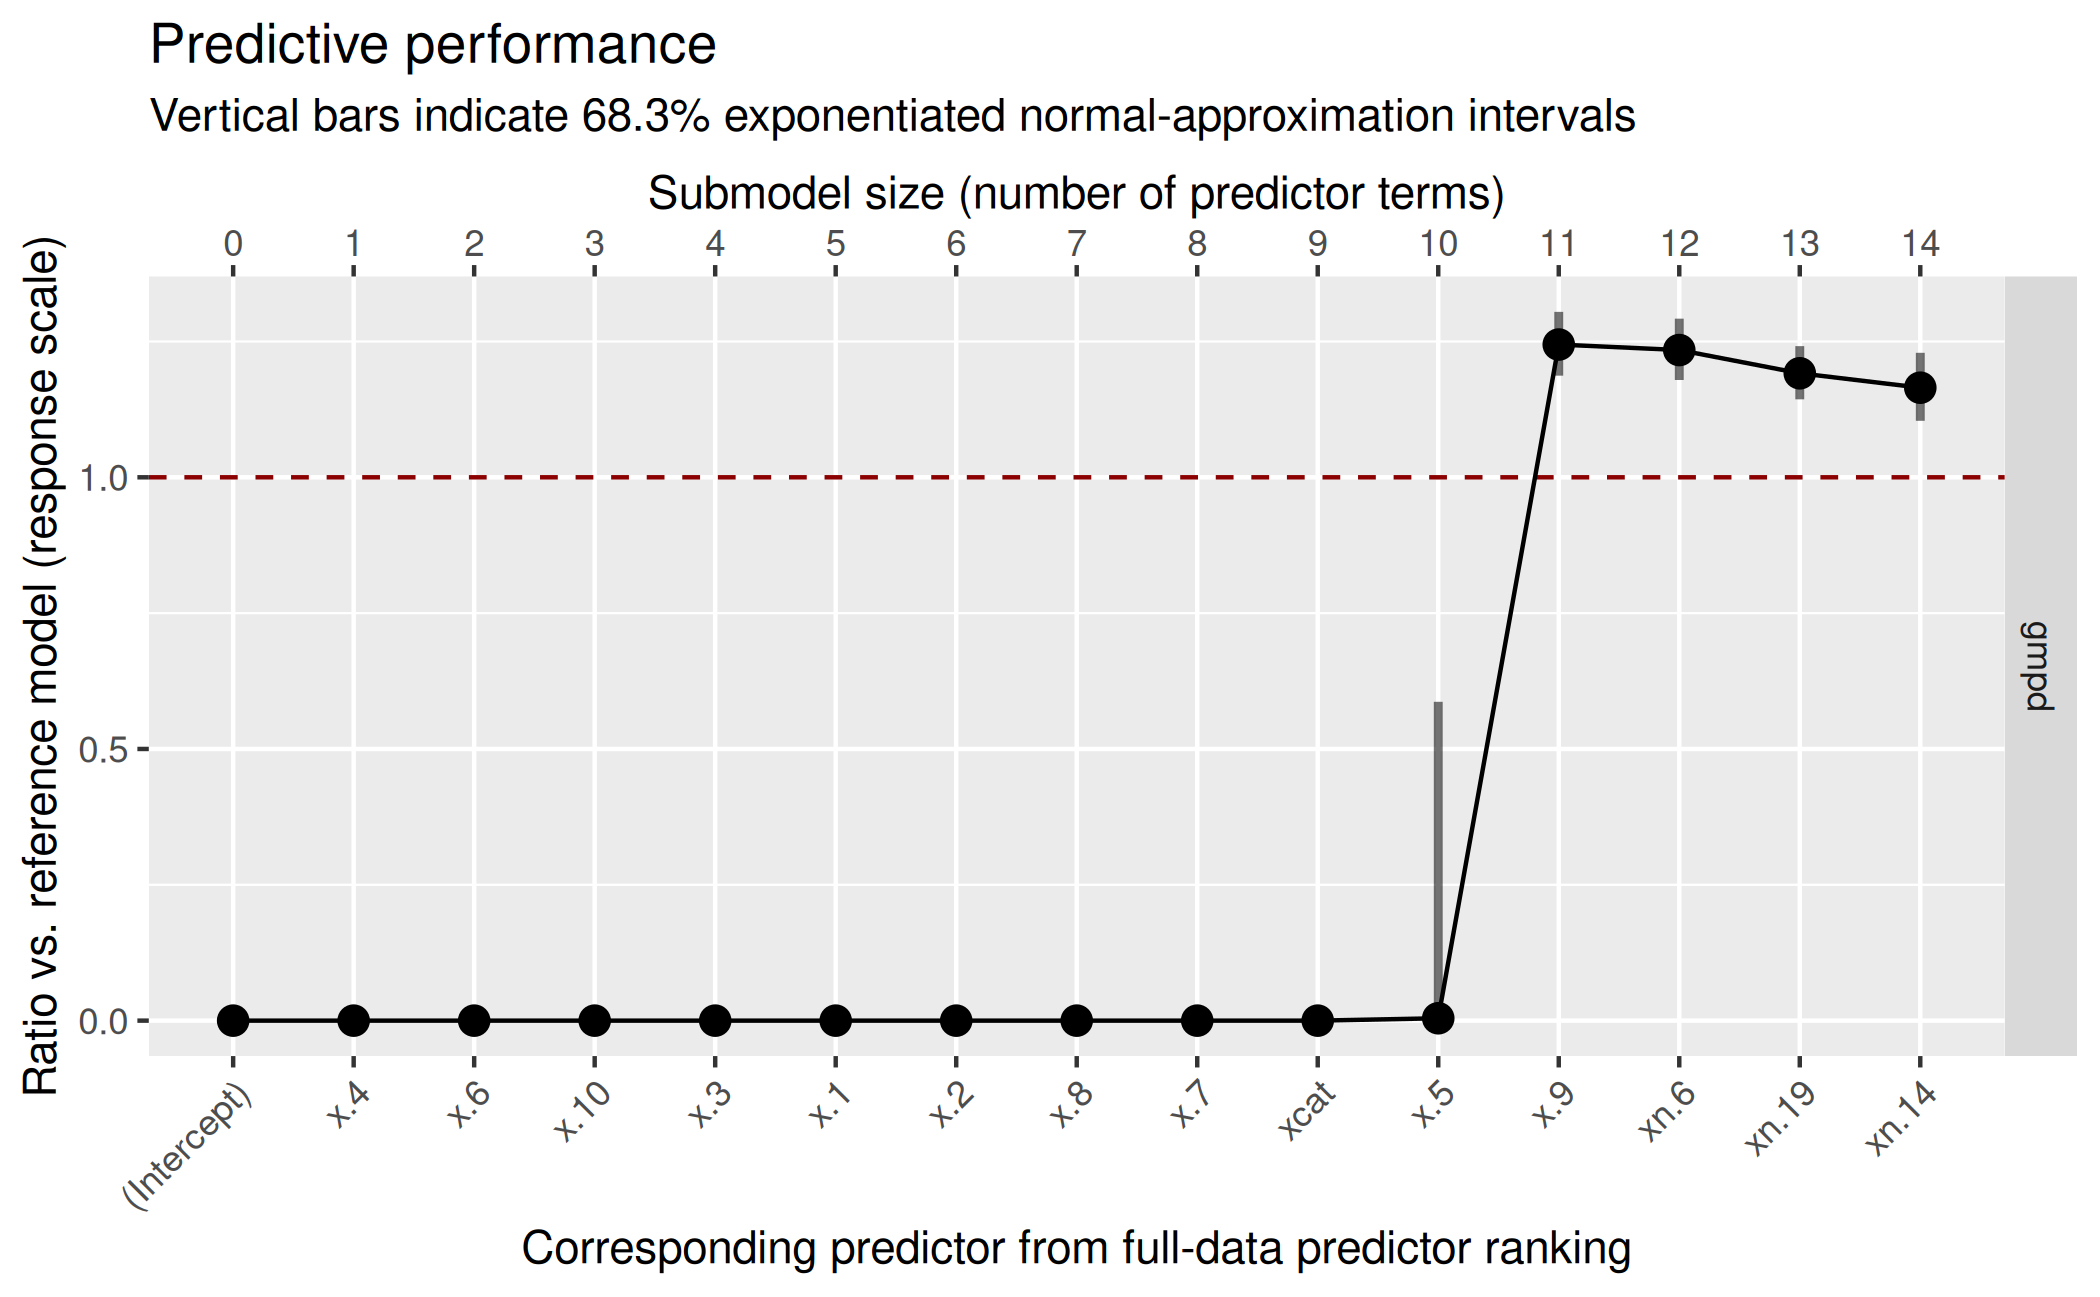 Predictive performance
Vertical bars indicate 68.3% exponentiated normal-approximation intervals
Submodel size (number of predictor terms)
0 1 2 3 4 5 6 7 8 9 10 11 12 13 14
Ratio vs. reference model (response scale)
1.0
0.5
0.0
gmpd
(Intercept) x.4 x.6 x.10 x.3 x.1 x.2 x.8 x.7 xcat x.5 x.9 xn.6 xn.19 xn.14
Corresponding predictor from full-data predictor ranking